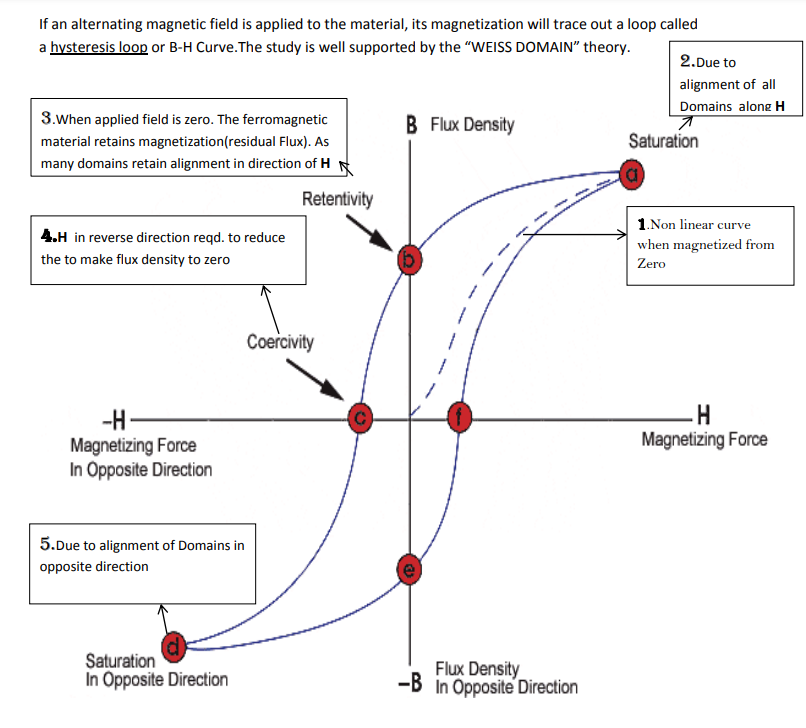 If an alternating magnetic field is applied to the material, its magnetization will trace out a loop called
a hysteresis loop or B-H Curve.The study is well supported by the “WEISS DOMAIN” theory.
2.Due to
alignment of all
Domains along H
3.When applied field is zero. The ferromagnetic
material retains magnetization(residual Flux). As
many domains retain alignment in direction of H
B Flux Density
Saturation
a
Retentivity
1.Non linear curve
when magnetized from
Zero
4.H in reverse direction reqd. to reduce
the to make flux density to zero
b
Coercivity
c
f
-H
Magnetizing Force
In Opposite Direction
H
Magnetizing Force
5.Due to alignment of Domains in
opposite direction
e
d
Saturation
In Opposite Direction
-B
Flux Density
In Opposite Direction